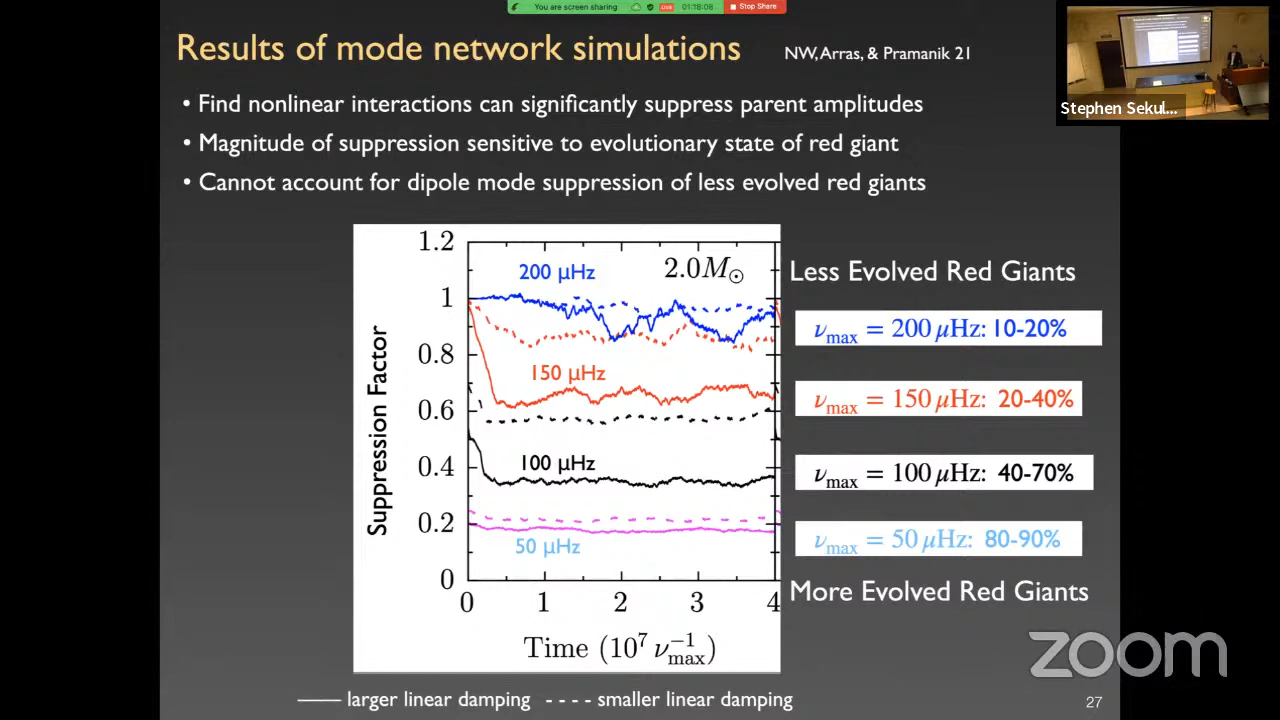 You are screen sharing
LIVE
01:18:08
Stop Share
Results of mode network simulations
NW, Arras, & Pramanik 21
Stephen Sekul...
• Find nonlinear interactions can significantly suppress parent amplitudes
• Magnitude of suppression sensitive to evolutionary state of red giant
• Cannot account for dipole mode suppression of less evolved red giants
1.2
200 μHz
2.0M⊙
Less Evolved Red Giants
1
νmax = 200 μHz: 10-20%
0.8
150 μHz
νmax = 150 μHz: 20-40%
0.6
Suppression Factor
100 μHz
0.4
νmax = 100 μHz: 40-70%
0.2
50 μHz
νmax = 50 μHz: 80-90%
0
More Evolved Red Giants
0 1 2 3 4
Time (10⁷ ν⁻¹max)
zoom
larger linear damping - - - - smaller linear damping
27